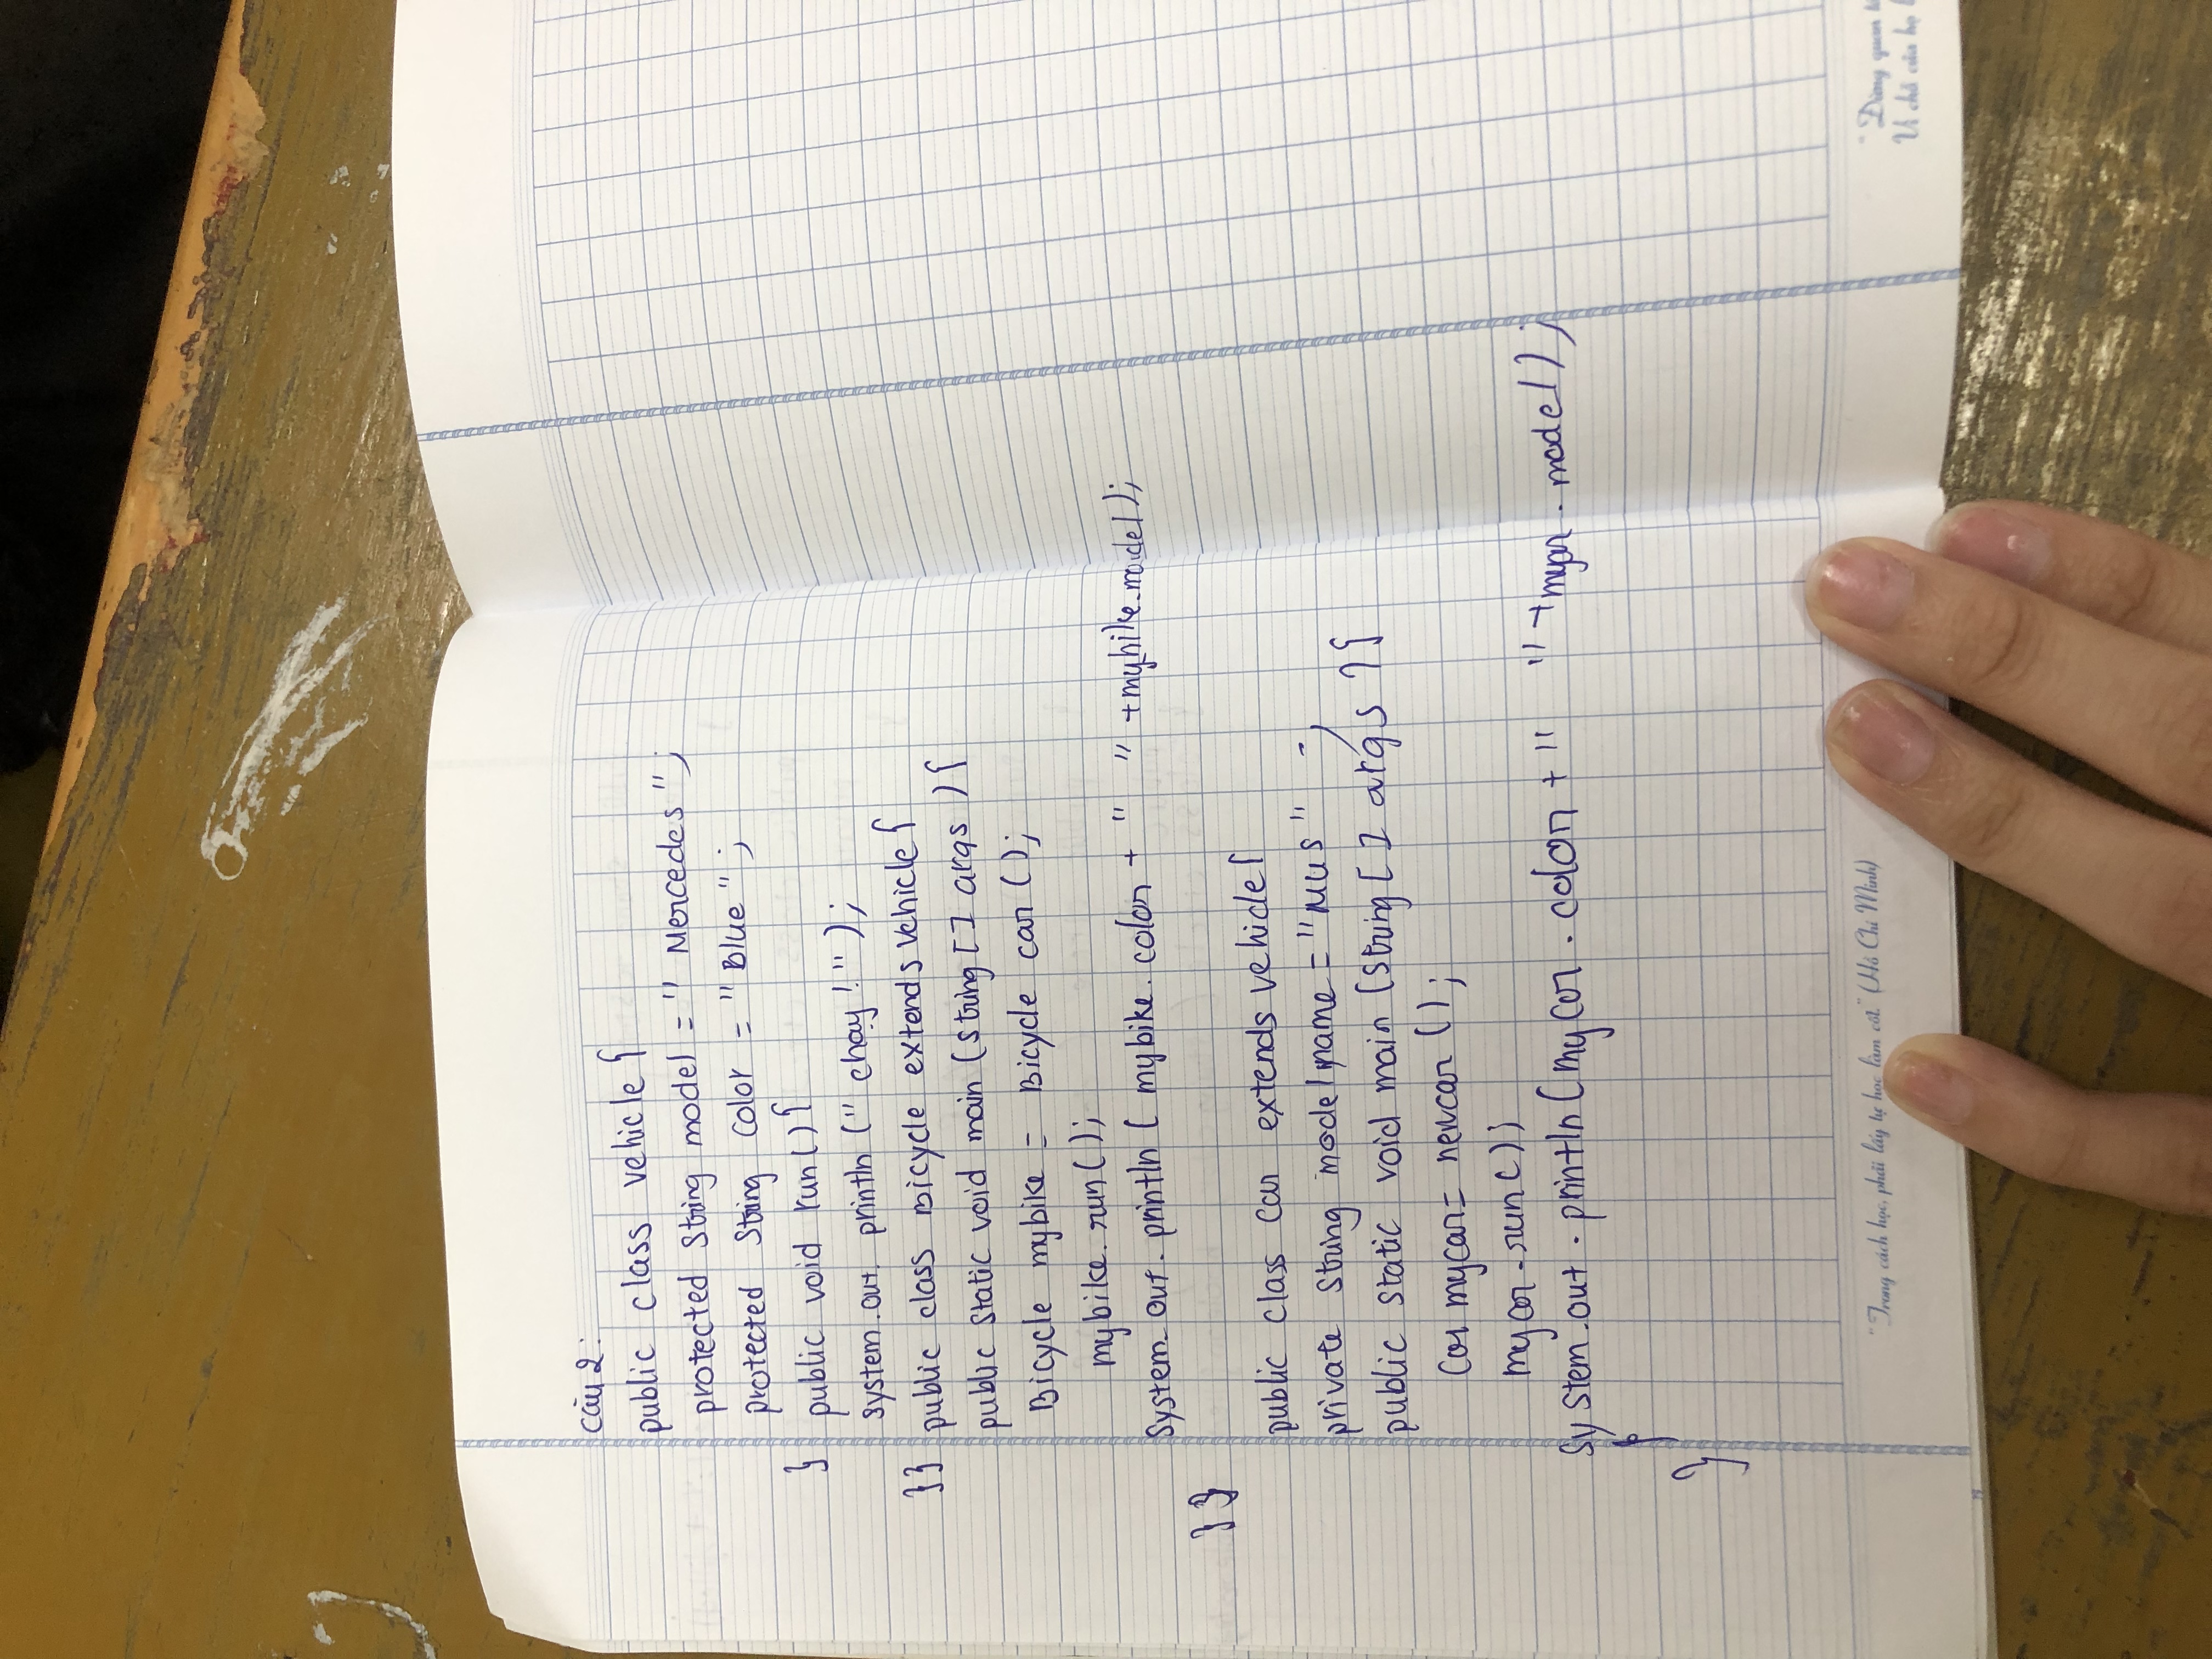 câu 2:
public class vehicle {
protected String model = " Mercedes ";
protected String color = " Blue " ;
} public void run() {
system.out. println (" chạy ! " );
}} public class Bicycle extends vehicle {
public static void main (String [] args ) {
Bicycle mybike = Bicycle car ();
mybike. run();
System. out. println ( mybike. color + " " +mybike.model);
}}
public class Car extends vehicle {
private String modelname = "Mus" ;
public static void main (String [] args ) {
Car mycar = newcar ();
mycar. run();
System.out. println (mycar . color + " " +mycar . model);
}
}
"Trong cách học, phải lấy tự học làm cốt." (Hồ Chí Minh)
"Đừng quan
Vì chỗ của họ